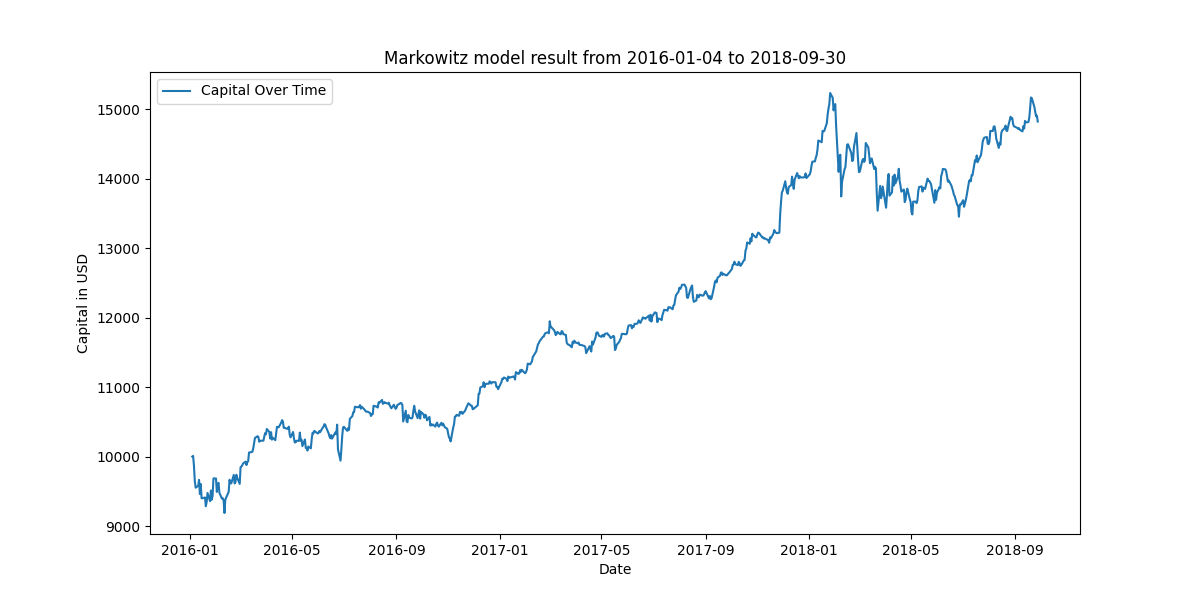 Markowitz model result from 2016-01-04 to 2018-09-30
Capital Over Time
Capital in USD
15000
14000
13000
12000
11000
10000
9000
2016-01 2016-05 2016-09 2017-01 2017-05 2017-09 2018-01 2018-05 2018-09
Date